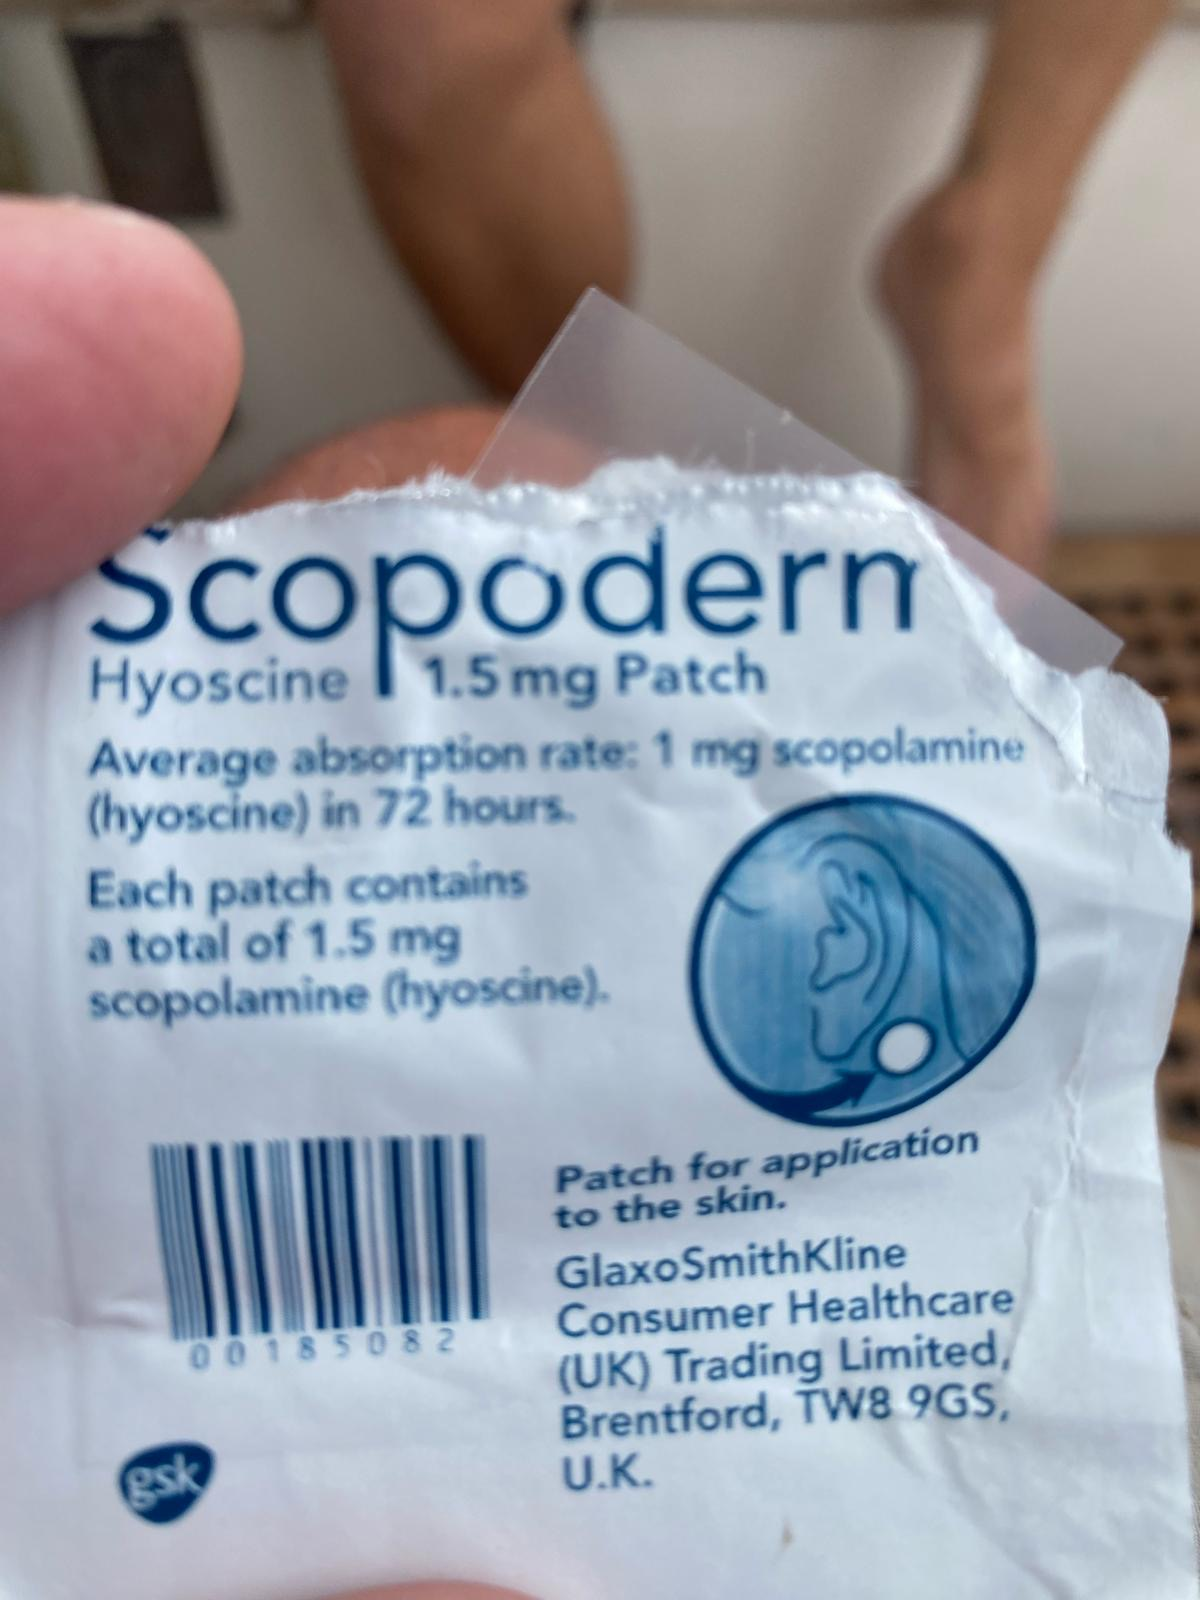 Scopoderm
Hyoscine 1.5 mg Patch
Average absorption rate: 1 mg scopolamine
(hyoscine) in 72 hours.
Each patch contains
a total of 1.5 mg
scopolamine (hyoscine).
00185082
gsk
Patch for application
to the skin.
GlaxoSmithKline
Consumer Healthcare
(UK) Trading Limited,
Brentford, TW8 9GS,
U.K.